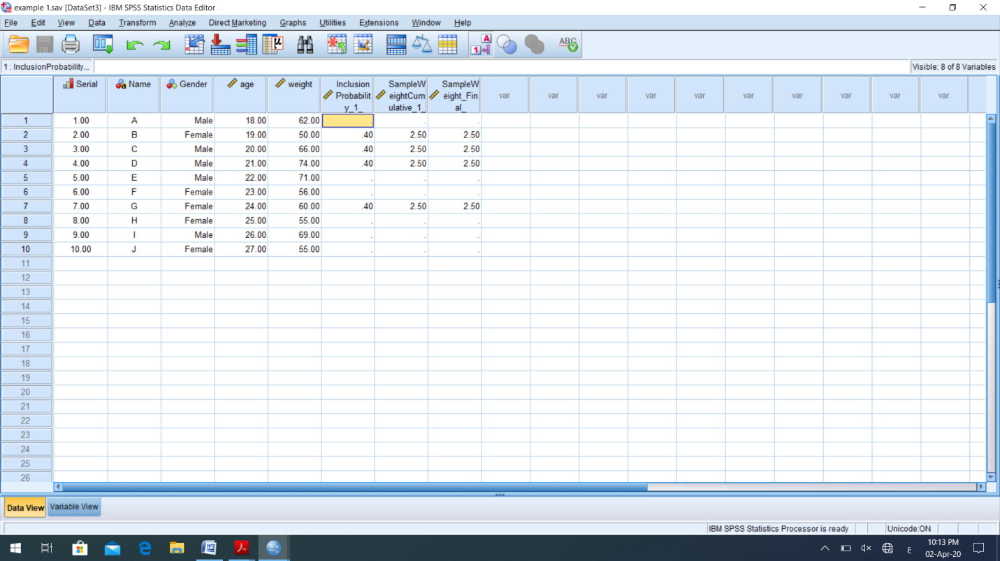 example 1.sav [DataSet3] - IBM SPSS Statistics Data Editor
File Edit View Data Transform Analyze Direct Marketing Graphs Utilities Extensions Window Help
1 : InclusionProbability... Visible: 8 of 8 Variables
Serial Name Gender age weight Inclusion Probabilit y_1_ SampleW eightCum ulative_1_ SampleW eight_Fin al_ var var var var var var var var var var
1 1.00 A Male 18.00 62.00 . . .
2 2.00 B Female 19.00 50.00 .40 2.50 2.50
3 3.00 C Male 20.00 66.00 .40 2.50 2.50
4 4.00 D Male 21.00 74.00 .40 2.50 2.50
5 5.00 E Male 22.00 71.00 . . .
6 6.00 F Female 23.00 56.00 . . .
7 7.00 G Female 24.00 60.00 .40 2.50 2.50
8 8.00 H Female 25.00 55.00 . . .
9 9.00 I Male 26.00 69.00 . . .
10 10.00 J Female 27.00 55.00 . . .
11
12
13
14
15
16
17
18
19
20
21
22
23
24
25
26
Data View Variable View
IBM SPSS Statistics Processor is ready Unicode:ON
ع 10:13 PM
02-Apr-20